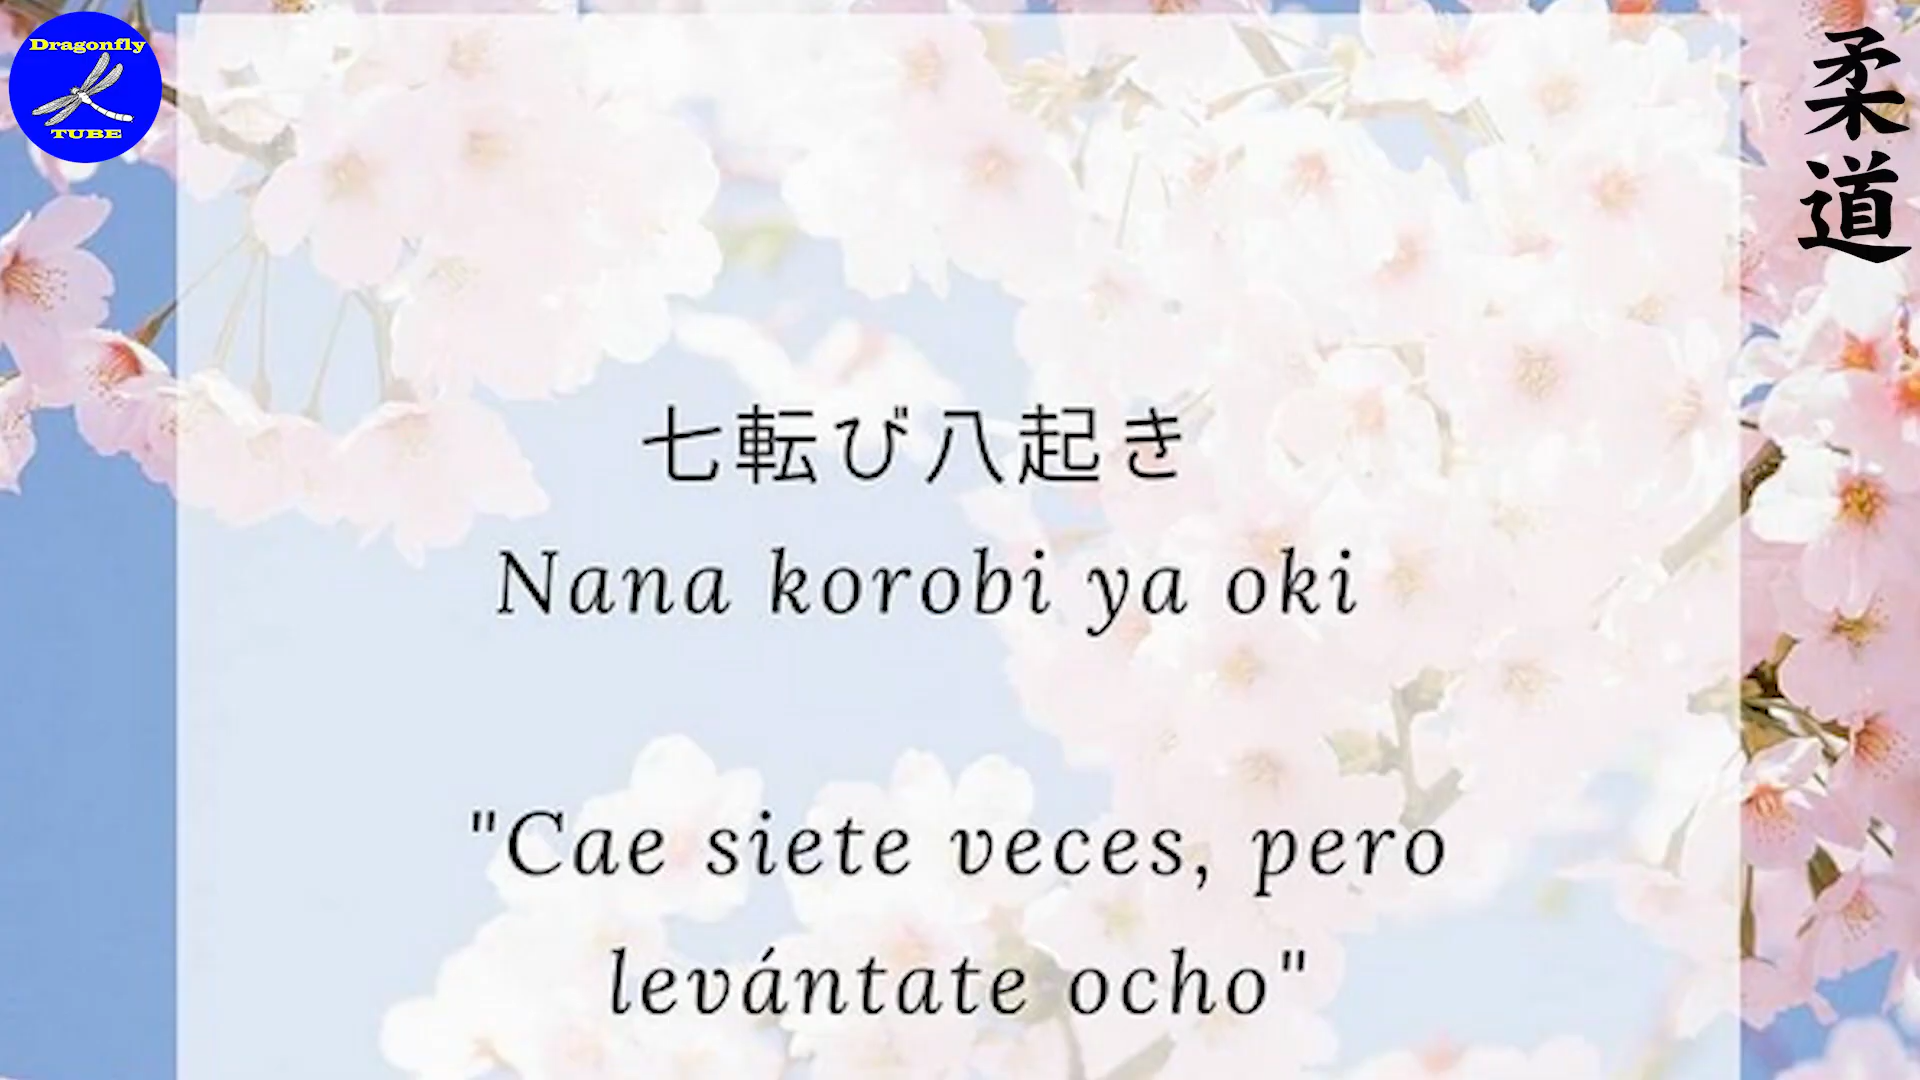 Dragonfly
TUBE
柔道
七転び八起き
Nana korobi ya oki
"Cae siete veces, pero
levántate ocho"